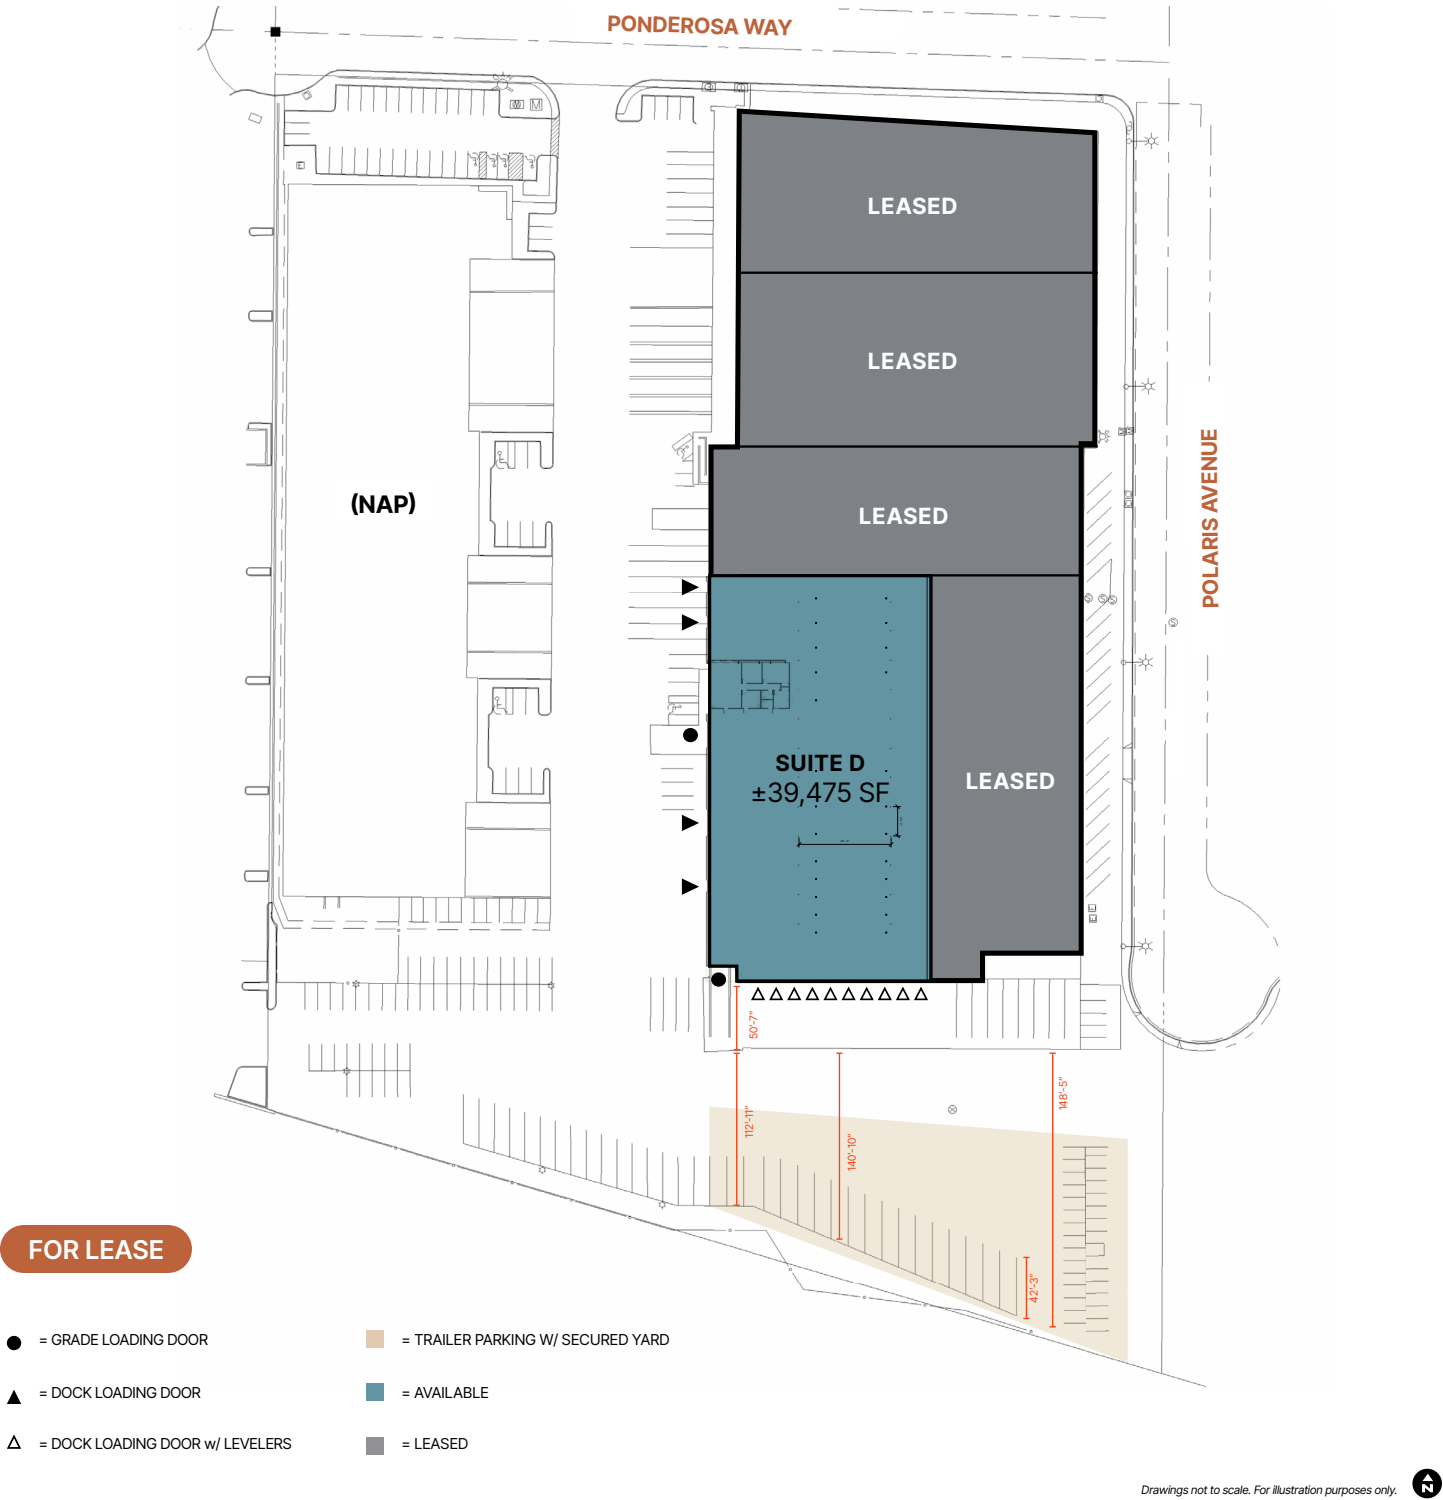 PONDEROSA WAY
LEASED
LEASED
POLARIS AVENUE
(NAP)
LEASED
SUITE D
±39,475 SF
LEASED
50'-7"
112'-11"
140'-10"
148'-5"
42'-3"
FOR LEASE
= GRADE LOADING DOOR
= TRAILER PARKING W/ SECURED YARD
= DOCK LOADING DOOR
= AVAILABLE
= DOCK LOADING DOOR w/ LEVELERS
= LEASED
Drawings not to scale. For illustration purposes only.
N